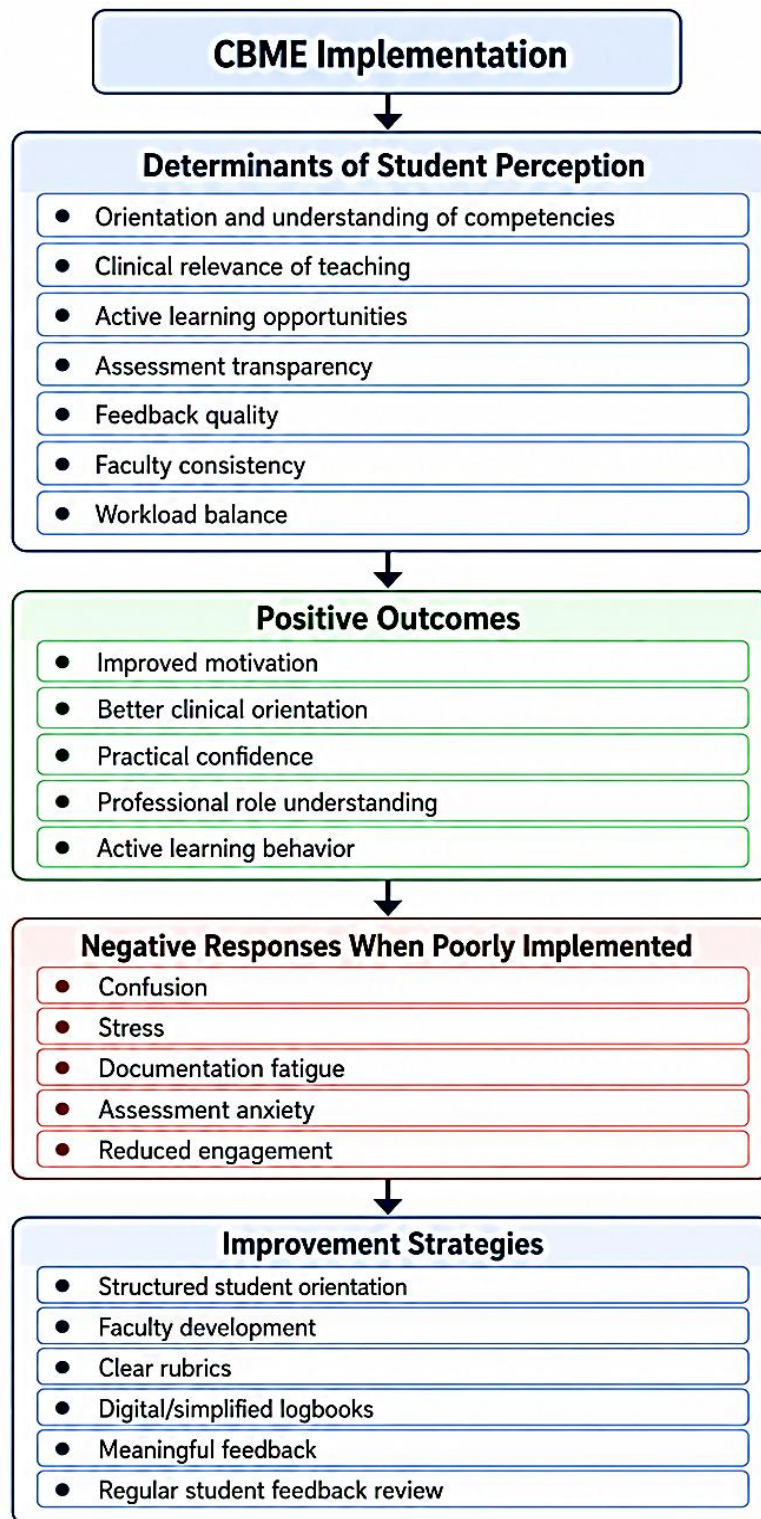 CBME Implementation
Determinants of Student Perception
• Orientation and understanding of competencies
• Clinical relevance of teaching
• Active learning opportunities
• Assessment transparency
• Feedback quality
• Faculty consistency
• Workload balance
Positive Outcomes
• Improved motivation
• Better clinical orientation
• Practical confidence
• Professional role understanding
• Active learning behavior
Negative Responses When Poorly Implemented
• Confusion
• Stress
• Documentation fatigue
• Assessment anxiety
• Reduced engagement
Improvement Strategies
• Structured student orientation
• Faculty development
• Clear rubrics
• Digital/simplified logbooks
• Meaningful feedback
• Regular student feedback review